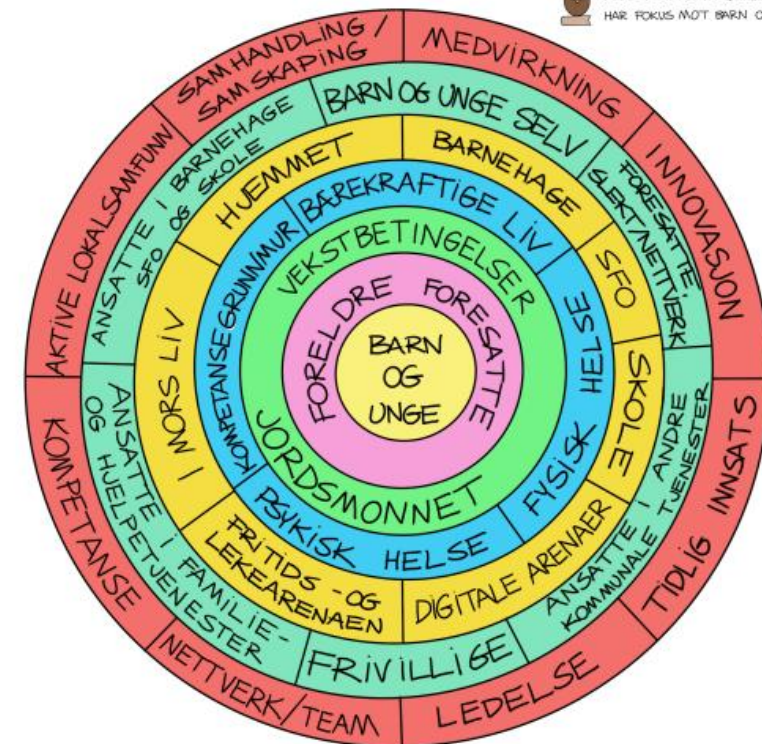 HAR FOKUS MOT BARN O
SAMHANDLING /
SAMSKAPING
MEDVIRKNING
INNOVASJON
TIDLIG INNSATS
LEDELSE
NETTVERK/TEAM
KOMPETANSE
AKTIVE LOKALSAMFUNN
BARN OG UNGE SELV
FORESATTE,
SLEKT/NETTVERK
ANSATTE I ANDRE
KOMMUNALE TJENESTER
FRIVILLIGE
ANSATTE I FAMILIE-
OG HJELPETJENESTER
ANSATTE I BARNEHAGE
SFO OG SKOLE
HJEMMET
BARNEHAGE
SFO
SKOLE
DIGITALE ARENAER
FRITIDS-OG
LEKEARENAEN
I MORS LIV
BÆREKRAFTIGE LIV
FYSISK HELSE
PSYKISK HELSE
KOMPETANSEGRUNNMUR
VEKSTBETINGELSER
JORDSMONNET
FORELDRE FORESATTE
BARN
OG
UNGE